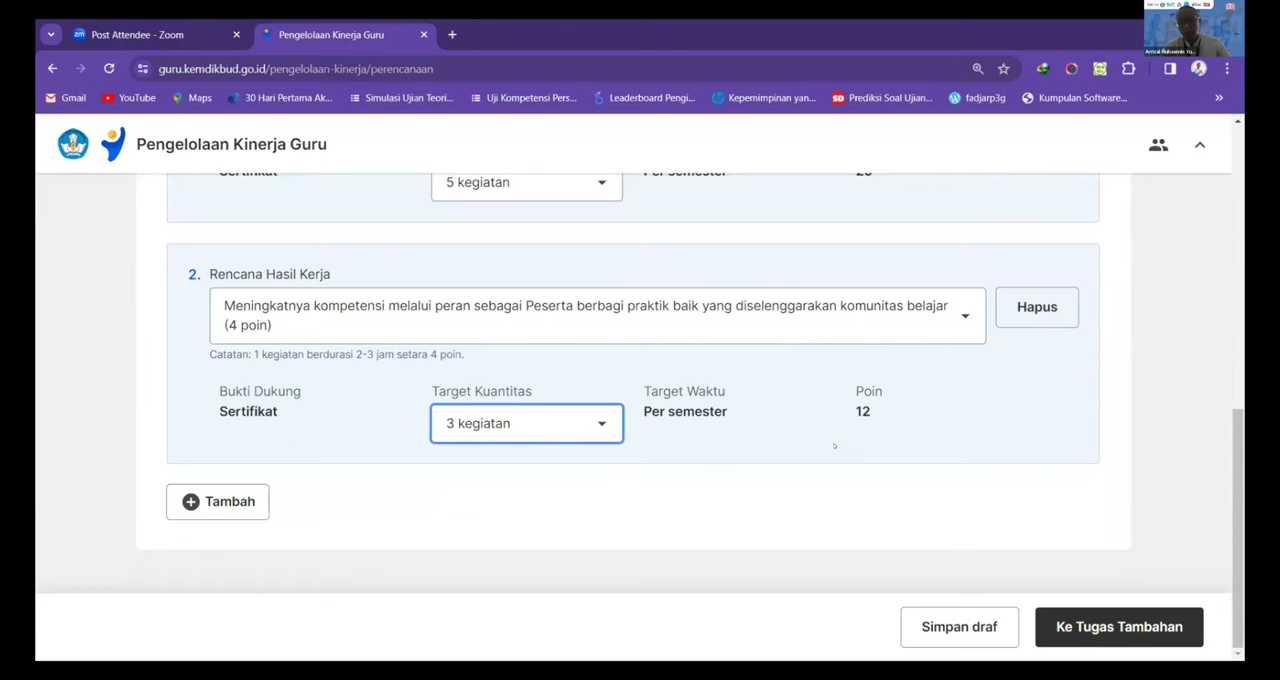 Post Attendee - Zoom
Pengelolaan Kinerja Guru
guru.kemdikbud.go.id/pengelolaan-kinerja/perencanaan
Gmail
YouTube
Maps
30 Hari Pertama Ak...
Simulasi Ujian Teori...
Uji Kompetensi Pers...
Leaderboard Pengi...
Kepemimpinan yan...
SD Prediksi Soal Ujian...
fadjarp3g
Kumpulan Software...
»
Pengelolaan Kinerja Guru
Sertifikat
5 kegiatan
Per semester
2. Rencana Hasil Kerja
Meningkatnya kompetensi melalui peran sebagai Peserta berbagi praktik baik yang diselenggarakan komunitas belajar
(4 poin)
Hapus
Catatan: 1 kegiatan berdurasi 2-3 jam setara 4 poin.
Bukti Dukung
Sertifikat
Target Kuantitas
3 kegiatan
Target Waktu
Per semester
Poin
12
Tambah
Simpan draf
Ke Tugas Tambahan